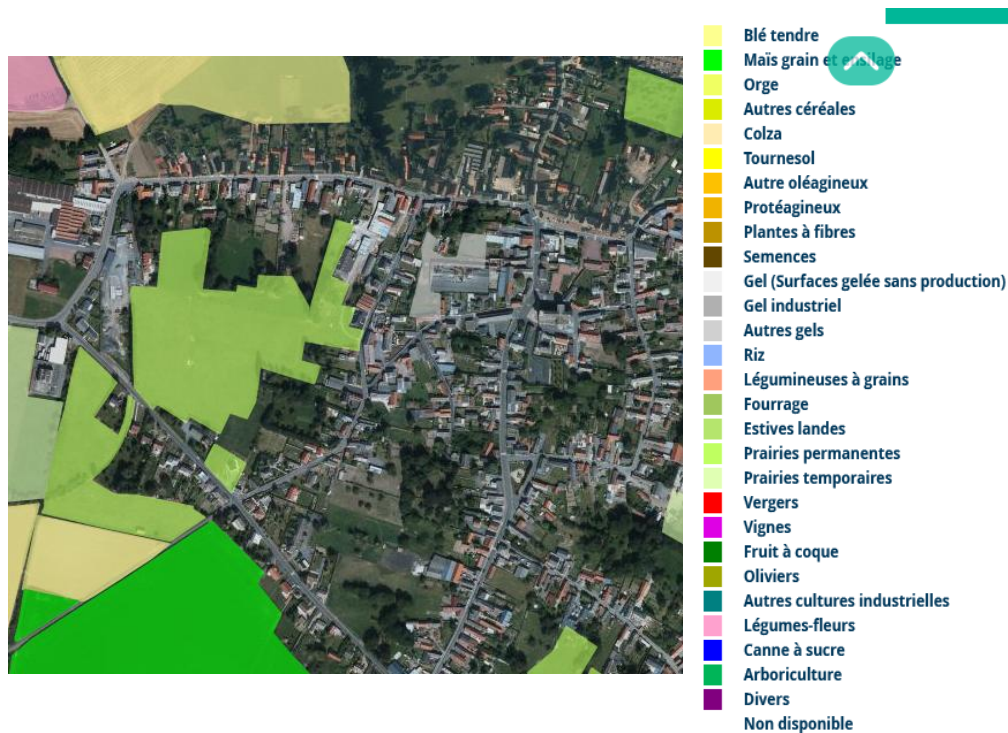 Blé tendre
Maïs grain et ensilage
Orge
Autres céréales
Colza
Tournesol
Autre oléagineux
Protéagineux
Plantes à fibres
Semences
Gel (Surfaces gelée sans production)
Gel industriel
Autres gels
Riz
Légumineuses à grains
Fourrage
Estives landes
Prairies permanentes
Prairies temporaires
Vergers
Vignes
Fruit à coque
Oliviers
Autres cultures industrielles
Légumes-fleurs
Canne à sucre
Arboriculture
Divers
Non disponible